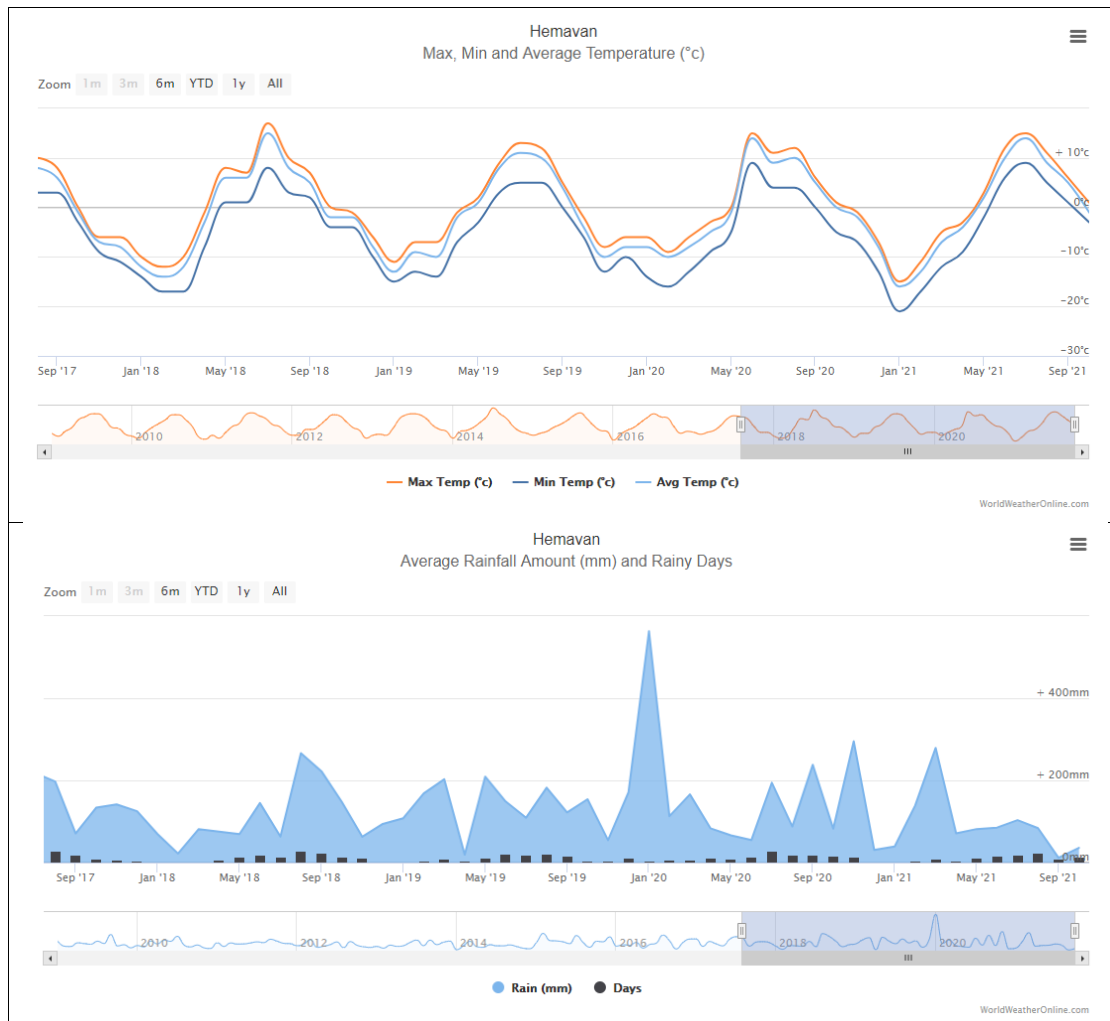 Hemavan
Max, Min and Average Temperature (°c)
Zoom 1m 3m 6m YTD 1y All
+ 10°c
0°c
-10°c
-20°c
-30°c
Sep '17 Jan '18 May '18 Sep '18 Jan '19 May '19 Sep '19 Jan '20 May '20 Sep '20 Jan '21 May '21 Sep '21
2010 2012 2014 2016 2018 2020
Max Temp (°c) Min Temp (°c) Avg Temp (°c)
WorldWeatherOnline.com
Hemavan
Average Rainfall Amount (mm) and Rainy Days
Zoom 1m 3m 6m YTD 1y All
+ 400mm
+ 200mm
0mm
Sep '17 Jan '18 May '18 Sep '18 Jan '19 May '19 Sep '19 Jan '20 May '20 Sep '20 Jan '21 May '21 Sep '21
2010 2012 2014 2016 2018 2020
Rain (mm) Days
WorldWeatherOnline.com